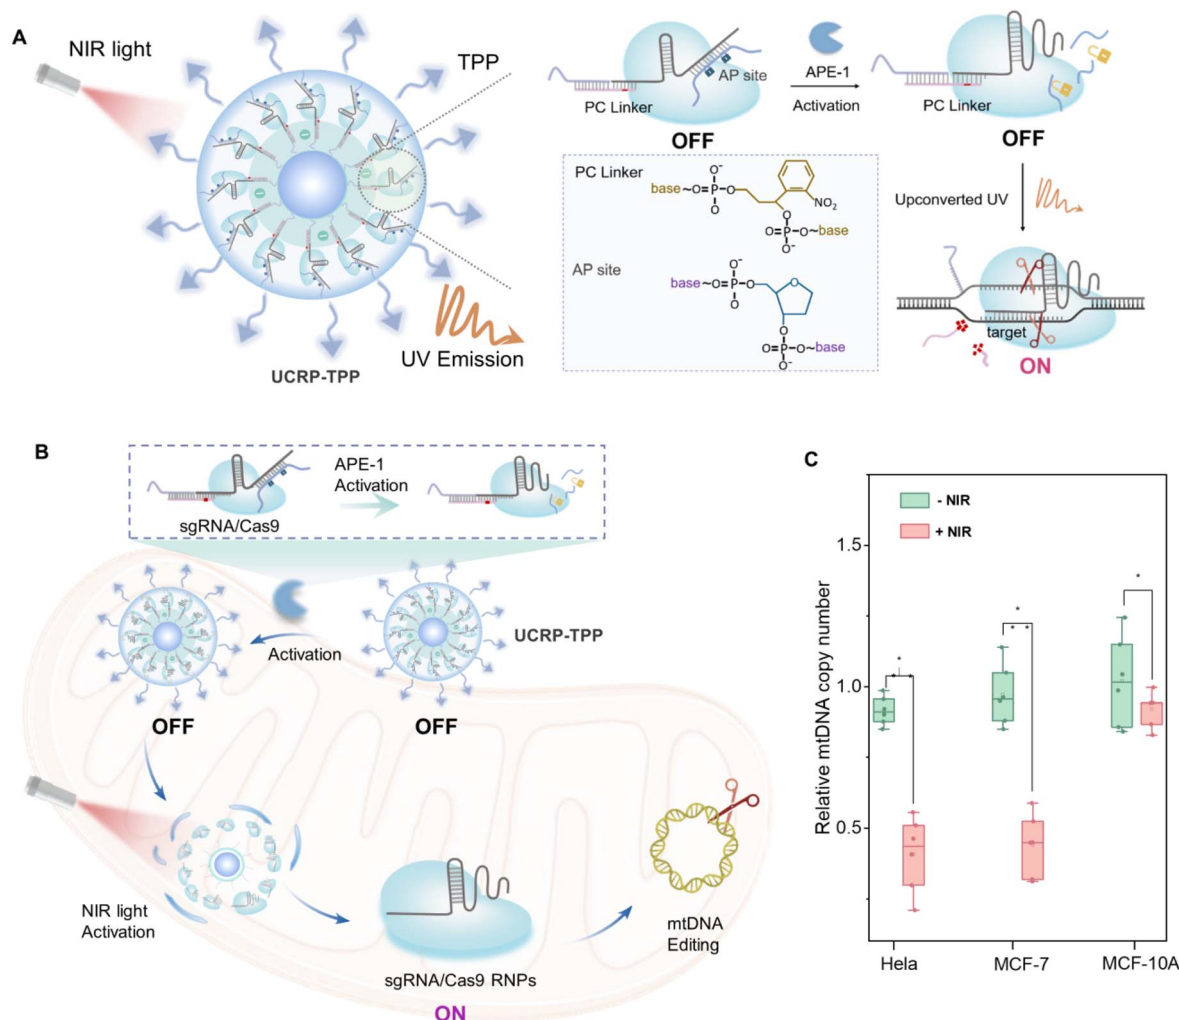 A
NIR light
TPP
UV Emission
UCRP-TPP
PC Linker
AP site
OFF
APE-1
Activation
PC Linker
OFF
PC Linker
base~O=P—O
O⁻
O
O⁻
NO₂
O
O=P—O~base
O⁻
AP site
base~O=P—O
O⁻
O⁻
O
O
O=P—O~base
O⁻
Upconverted UV
target
ON
B
APE-1
Activation
sgRNA/Cas9
UCRP-TPP
Activation
OFF
OFF
NIR light
Activation
sgRNA/Cas9 RNPs
ON
mtDNA
Editing
C
- NIR
+ NIR
Relative mtDNA copy number
1.5
1.0
0.5
*
* *
*
* *
*
Hela
MCF-7
MCF-10A